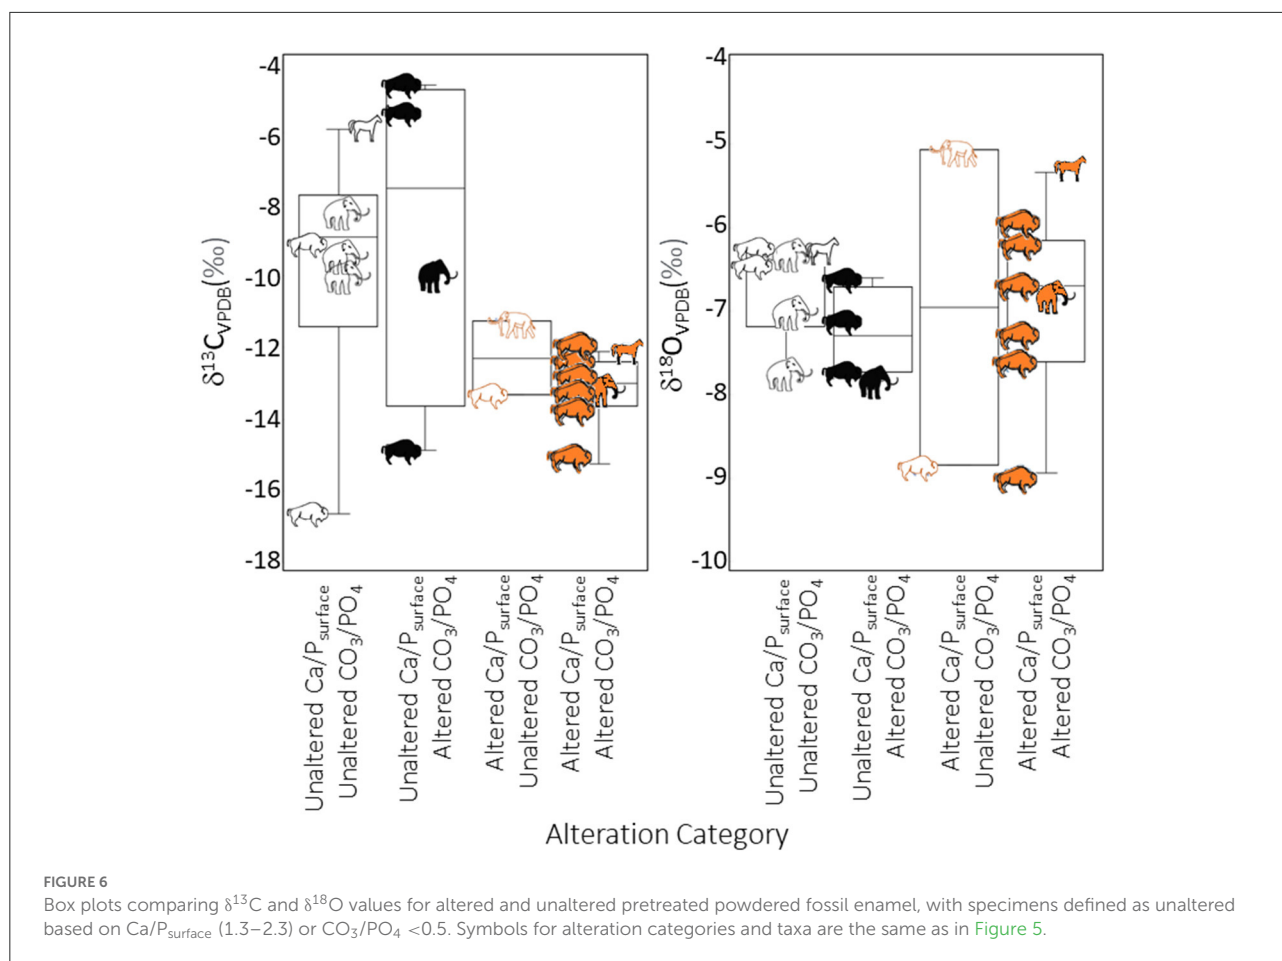 -4
-6
-8
-10
-12
-14
-16
-18
δ13CVPDB(‰)
-4
-5
-6
-7
-8
-9
-10
δ18OVPDB(‰)
Unaltered Ca/Psurface
Unaltered CO3/PO4
Unaltered Ca/Psurface
Altered CO3/PO4
Altered Ca/Psurface
Unaltered CO3/PO4
Altered Ca/Psurface
Altered CO3/PO4
Unaltered Ca/Psurface
Unaltered CO3/PO4
Unaltered Ca/Psurface
Altered CO3/PO4
Altered Ca/Psurface
Unaltered CO3/PO4
Altered Ca/Psurface
Altered CO3/PO4
Alteration Category
FIGURE 6
Box plots comparing δ13C and δ18O values for altered and unaltered pretreated powdered fossil enamel, with specimens defined as unaltered
based on Ca/Psurface (1.3–2.3) or CO3/PO4 <0.5. Symbols for alteration categories and taxa are the same as in Figure 5.